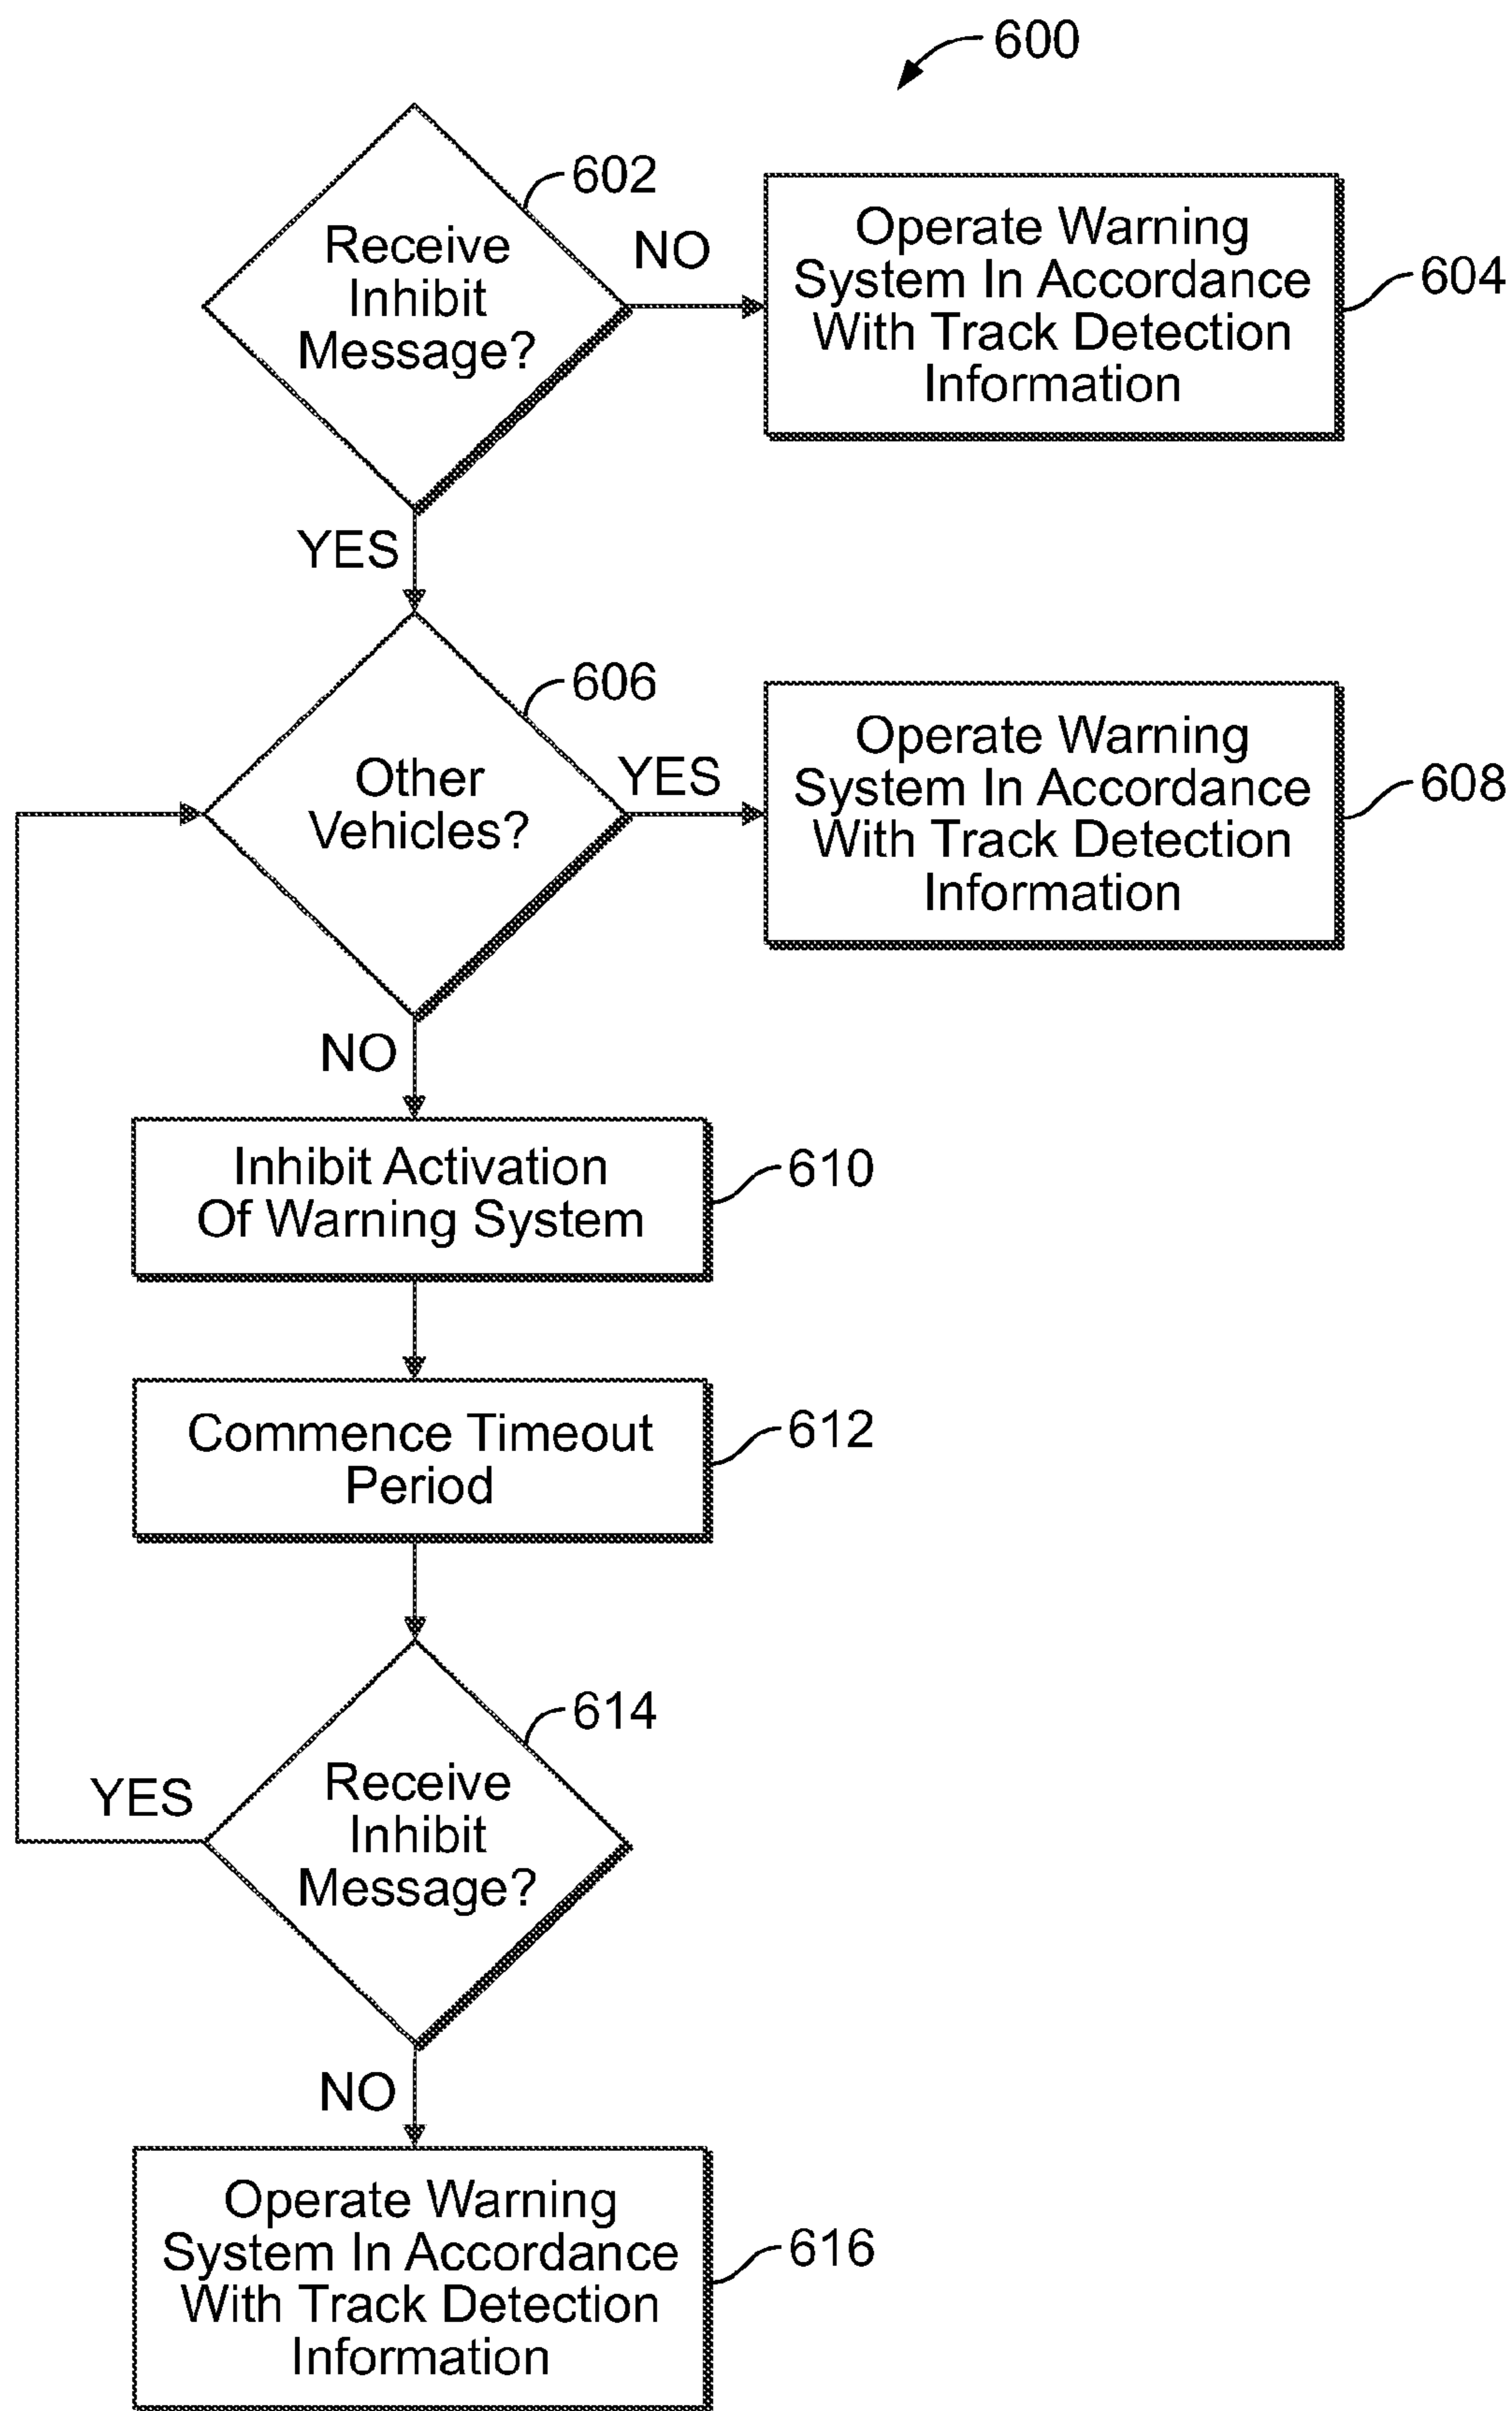 600
602
Receive
Inhibit
Message?
NO
Operate Warning
System In Accordance
With Track Detection
Information
604
YES
606
Other
Vehicles?
YES
Operate Warning
System In Accordance
With Track Detection
Information
608
NO
Inhibit Activation
Of Warning System
610
Commence Timeout
Period
612
614
Receive
Inhibit
Message?
YES
NO
Operate Warning
System In Accordance
With Track Detection
Information
616